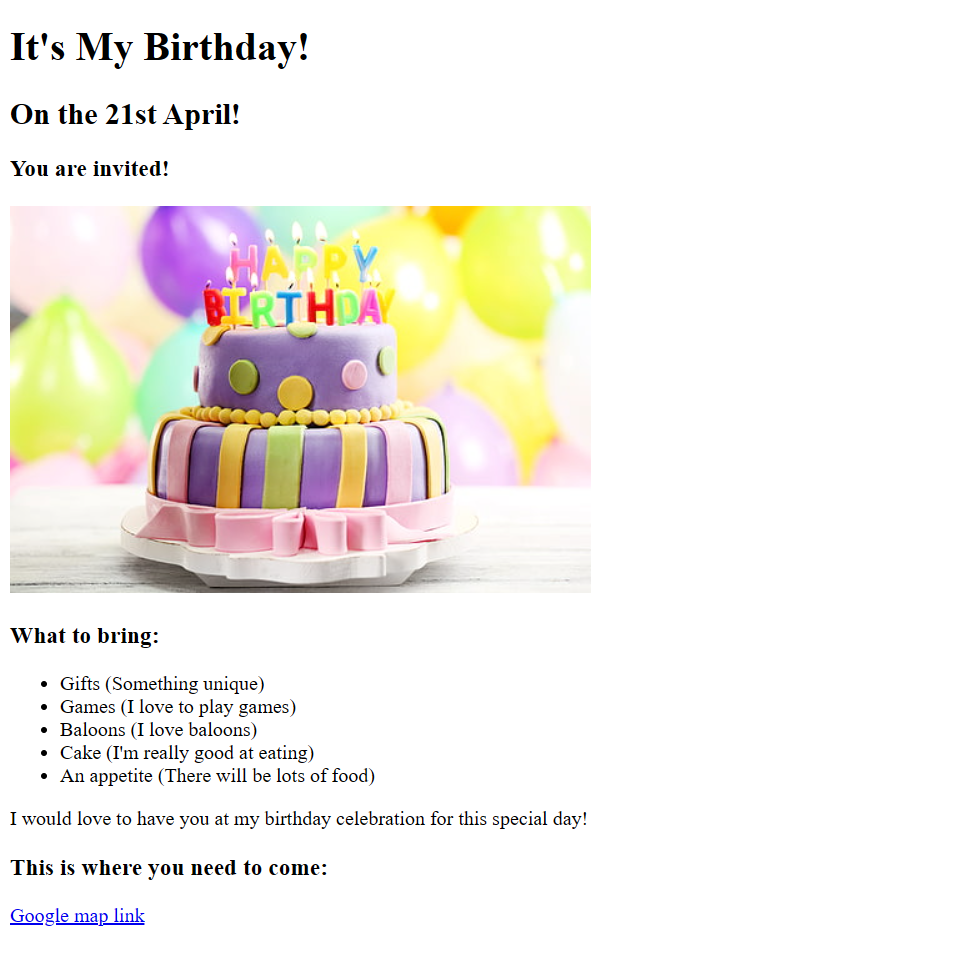 It's My Birthday!
On the 21st April!
You are invited!
HAPPY
BIRTHDAY
What to bring:
Gifts (Something unique)
Games (I love to play games)
Baloons (I love baloons)
Cake (I'm really good at eating)
An appetite (There will be lots of food)
I would love to have you at my birthday celebration for this special day!
This is where you need to come:
Google map link